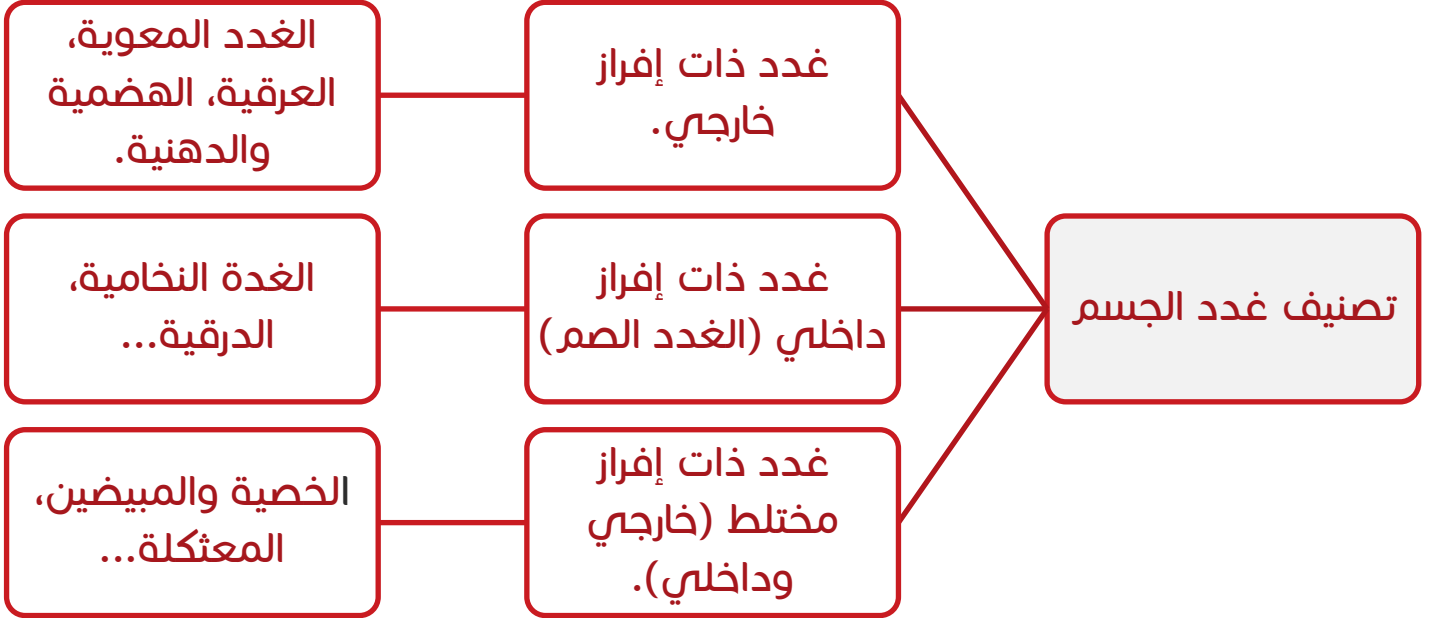 تصنيف غدد الجسم
غدد ذات إفراز
خارجي.
الغدد المعوية،
العرقية، الهضمية
والدهنية.
غدد ذات إفراز
داخلي (الغدد الصم)
الغدة النخامية،
الدرقية...
غدد ذات إفراز
مختلط (خارجي
وداخلي).
الخصية والمبيضين،
المعثكلة...